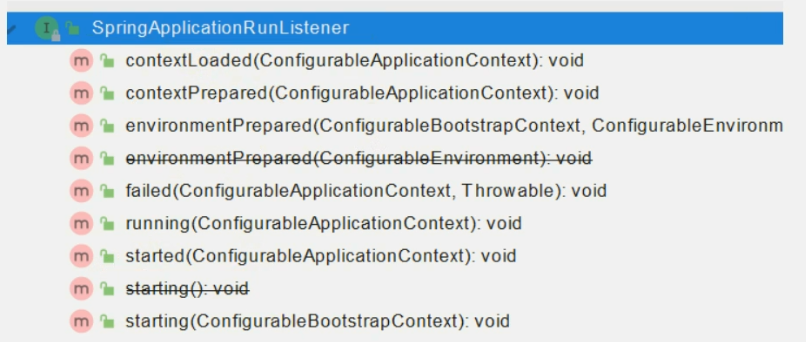 SpringApplicationRunListener
contextLoaded(ConfigurableApplicationContext): void
contextPrepared(ConfigurableApplicationContext): void
environmentPrepared(ConfigurableBootstrapContext, ConfigurableEnvironm
environmentPrepared(ConfigurableEnvironment): void
failed(ConfigurableApplicationContext, Throwable): void
running(ConfigurableApplicationContext): void
started(ConfigurableApplicationContext): void
starting(): void
starting(ConfigurableBootstrapContext): void